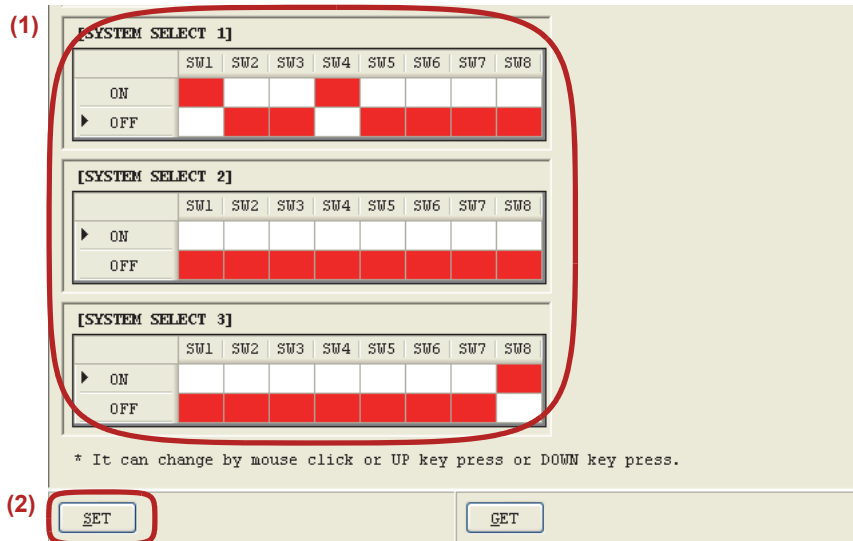 (1)
[SYSTEM SELECT 1]
SW1 SW2 SW3 SW4 SW5 SW6 SW7 SW8
ON
OFF
[SYSTEM SELECT 2]
SW1 SW2 SW3 SW4 SW5 SW6 SW7 SW8
ON
OFF
[SYSTEM SELECT 3]
SW1 SW2 SW3 SW4 SW5 SW6 SW7 SW8
ON
OFF
* It can change by mouse click or UP key press or DOWN key press.
(2)
SET GET